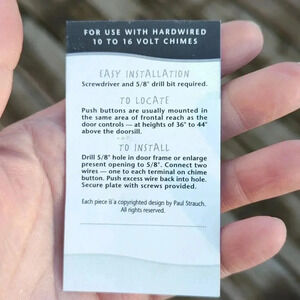 FOR USE WITH HARDWIRED
10 TO 16 VOLT CHIMES
EASY INSTALLATION
Screwdriver and 5/8" drill bit required.
TO LOCATE
Push buttons are usually mounted in
the same area of frontal reach as the
door controls — at heights of 36" to 44"
above the doorsill.
TO INSTALL
Drill 5/8" hole in door frame or enlarge
present opening to 5/8". Connect two
wires — one to each terminal on chime
button. Push excess wire back into hole.
Secure plate with screws provided.
Each piece is a copyrighted design by Paul Strauch.
All rights reserved.